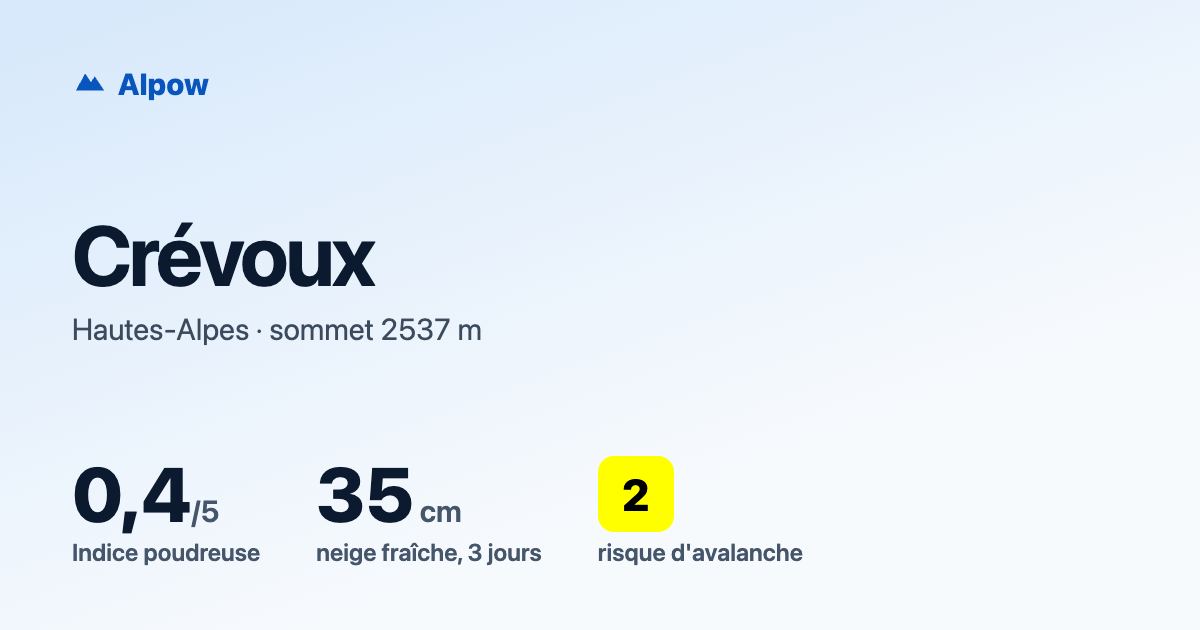 Alpow
Crévoux
Hautes-Alpes · sommet 2537 m
0,4/5
Indice poudreuse
35 cm
neige fraîche, 3 jours
2
risque d'avalanche